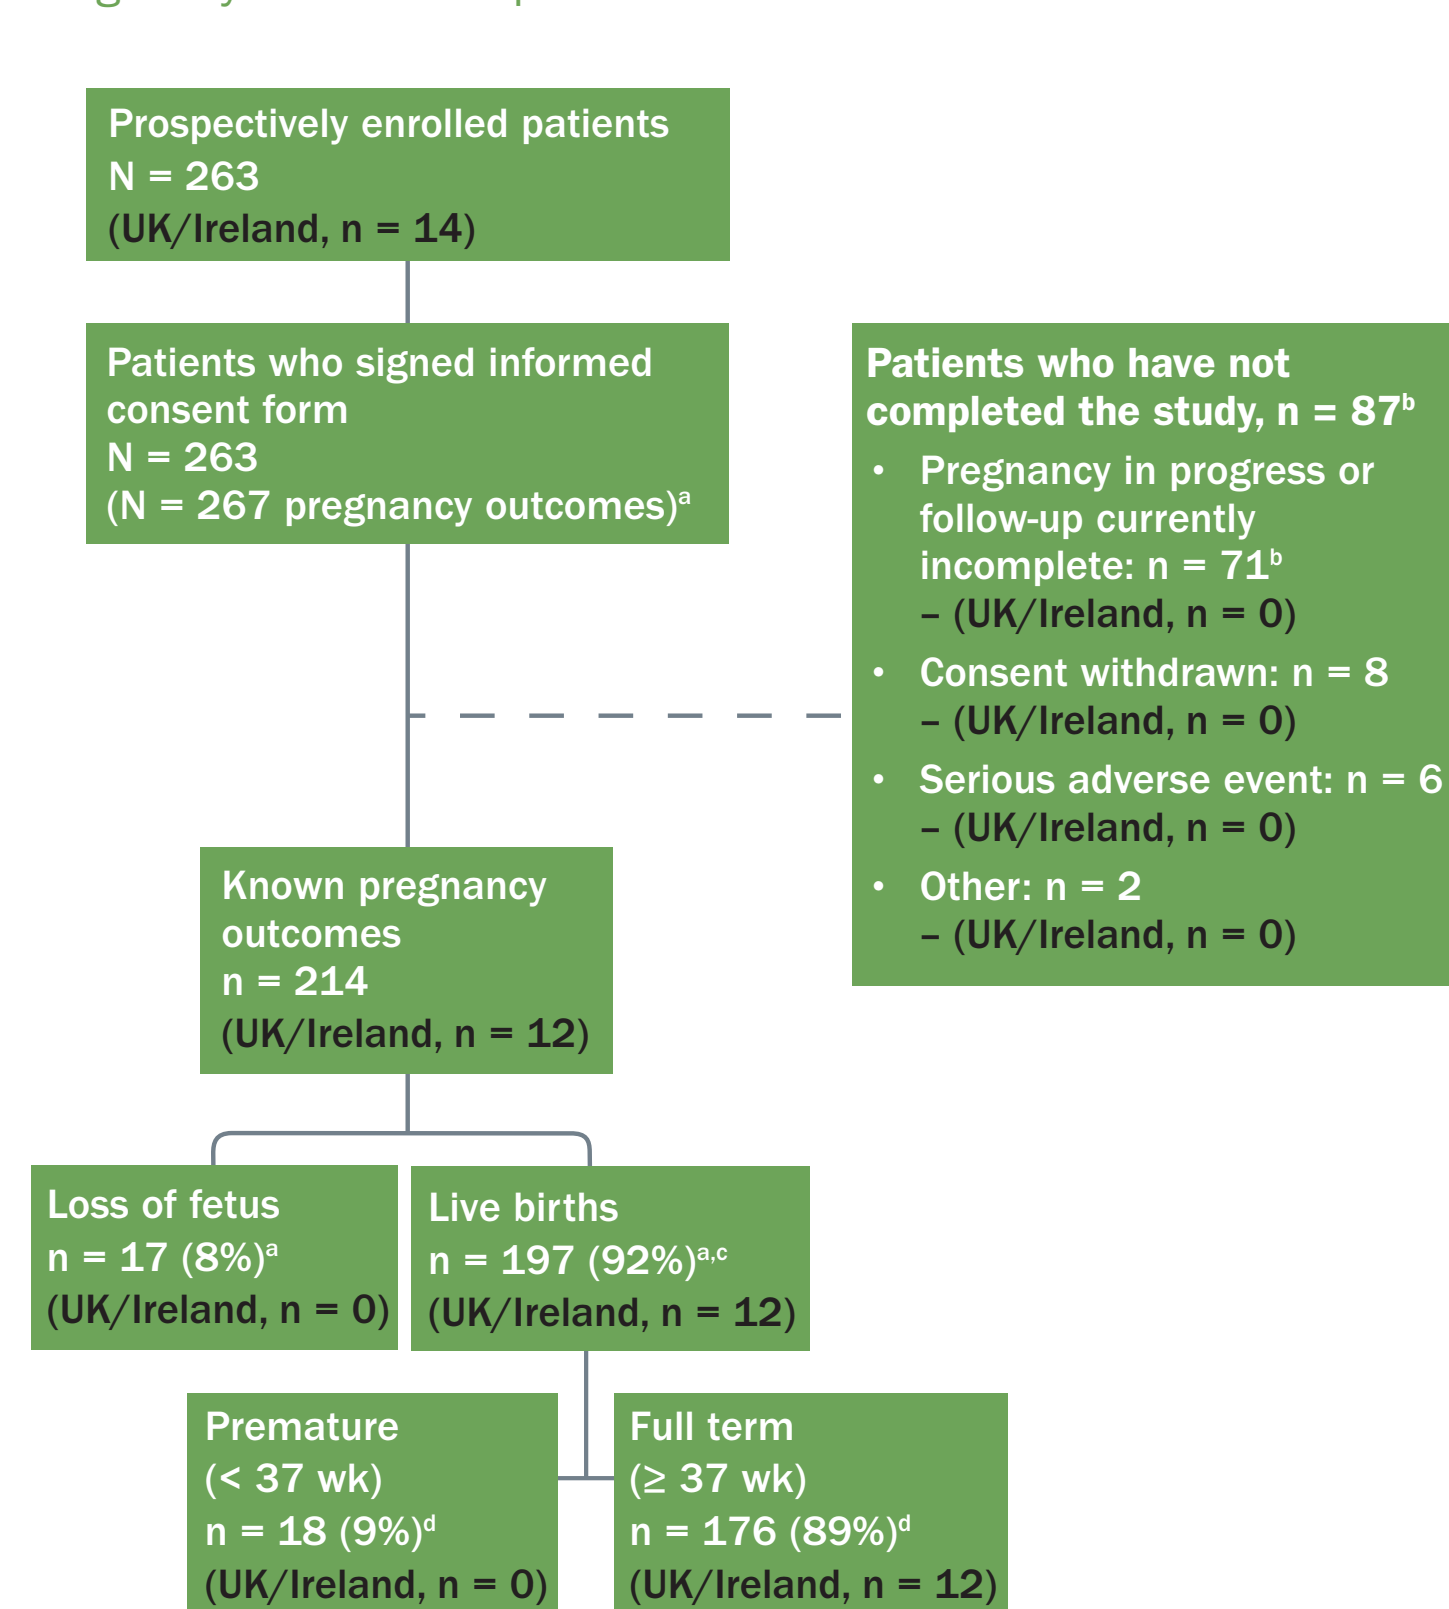 Prospectively enrolled patients
N = 263
(UK/Ireland, n = 14)
Patients who signed informed
consent form
N = 263
(N = 267 pregnancy outcomes)ᵃ
Patients who have not
completed the study, n = 87ᵇ
• Pregnancy in progress or
follow-up currently
incomplete: n = 71ᵇ
– (UK/Ireland, n = 0)
• Consent withdrawn: n = 8
– (UK/Ireland, n = 0)
• Serious adverse event: n = 6
– (UK/Ireland, n = 0)
• Other: n = 2
– (UK/Ireland, n = 0)
Known pregnancy
outcomes
n = 214
(UK/Ireland, n = 12)
Loss of fetus
n = 17 (8%)ᵃ
(UK/Ireland, n = 0)
Live births
n = 197 (92%)ᵃ,ᶜ
(UK/Ireland, n = 12)
Premature
(< 37 wk)
n = 18 (9%)ᵈ
(UK/Ireland, n = 0)
Full term
(≥ 37 wk)
n = 176 (89%)ᵈ
(UK/Ireland, n = 12)